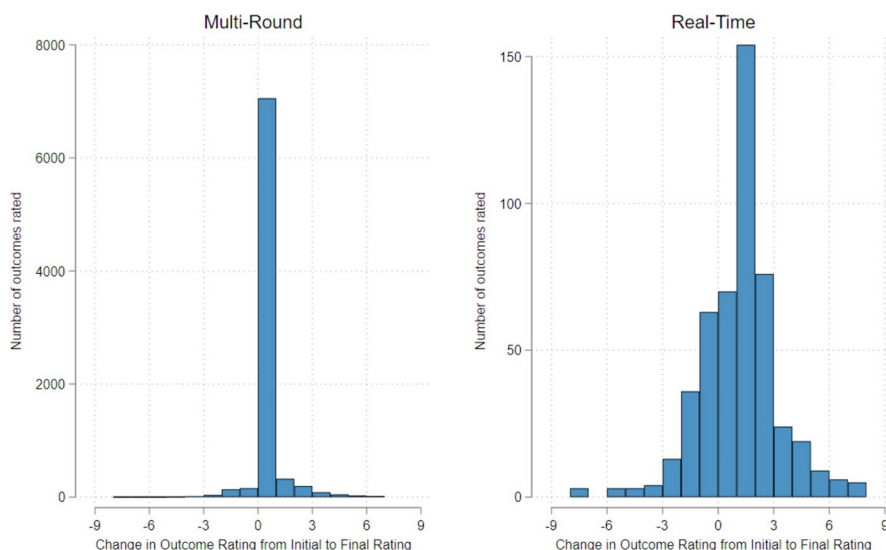 Multi-Round
8000
6000
4000
2000
0
-9 -6 -3 0 3 6 9
Number of outcomes rated
Change in Outcome Rating from Initial to Final Rating
Real-Time
150
100
50
0
-9 -6 -3 0 3 6 9
Number of outcomes rated
Change in Outcome Rating from Initial to Final Rating